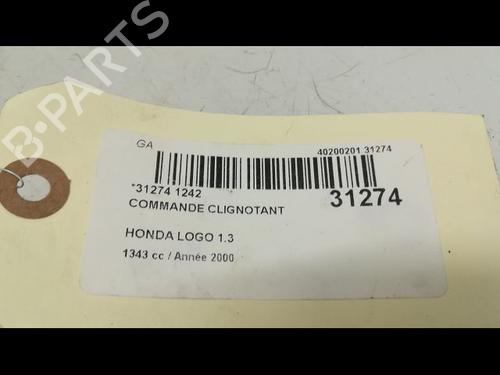 GA
40200201 31274
*31274 1242
31274
COMMANDE CLIGNOTANT
HONDA LOGO 1.3
1343 cc / Année 2000
B-PARTS